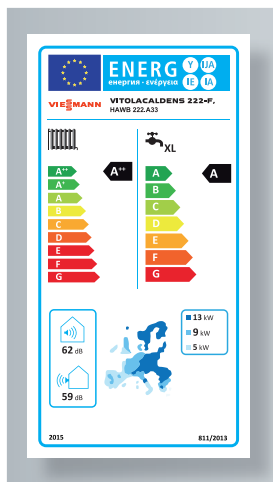 ENERG Y IJA
енергия · ενέργεια IE IA
VIESMANN VITOLACALDENS 222-F,
HAWB 222.A33
XL
A++ A++ A A
A+ B
A C
B D
C E
D F
E G
F
G
62 dB
59 dB
13 kW
9 kW
5 kW
2015 811/2013